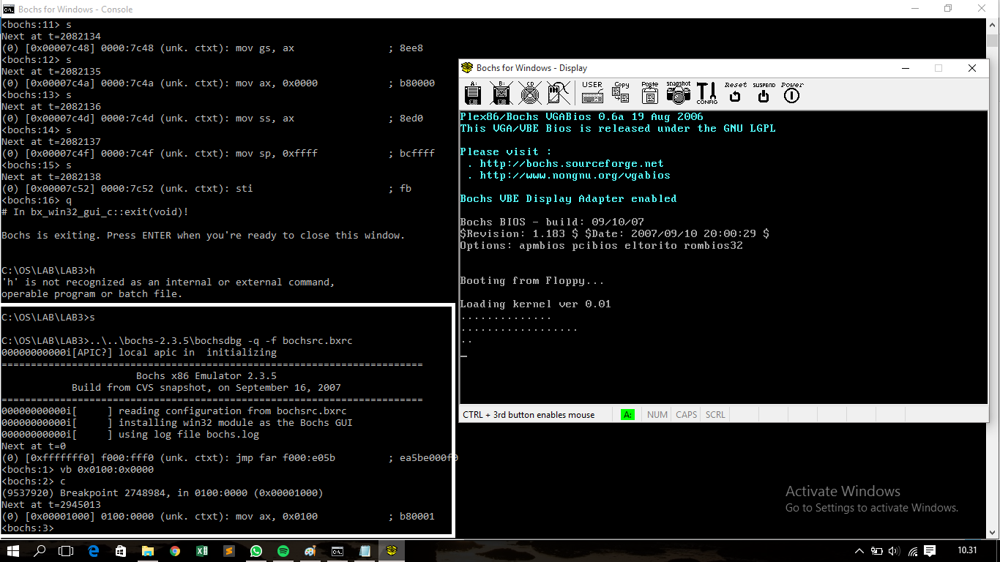 Bochs for Windows - Console
<bochs:11> s
Next at t=2082134
(0) [0x00007c48] 0000:7c48 (unk. ctxt): mov gs, ax ; 8ee8
<bochs:12> s
Next at t=2082135
(0) [0x00007c4a] 0000:7c4a (unk. ctxt): mov ax, 0x0000 ; b80000
<bochs:13> s
Next at t=2082136
(0) [0x00007c4d] 0000:7c4d (unk. ctxt): mov ss, ax ; 8ed0
<bochs:14> s
Next at t=2082137
(0) [0x00007c4f] 0000:7c4f (unk. ctxt): mov sp, 0xffff ; bcffff
<bochs:15> s
Next at t=2082138
(0) [0x00007c52] 0000:7c52 (unk. ctxt): sti ; fb
<bochs:16> q
# In bx_win32_gui_c::exit(void)!
Bochs is exiting. Press ENTER when you're ready to close this window.
C:\OS\LAB\LAB3>h
'h' is not recognized as an internal or external command,
operable program or batch file.
C:\OS\LAB\LAB3>s
C:\OS\LAB\LAB3>..\..\bochs-2.3.5\bochsdbg -q -f bochsrc.bxrc
00000000000i[APIC?] local apic in  initializing
========================================================================
Bochs x86 Emulator 2.3.5
Build from CVS snapshot, on September 16, 2007
========================================================================
00000000000i[     ] reading configuration from bochsrc.bxrc
00000000000i[     ] installing win32 module as the Bochs GUI
00000000000i[     ] using log file bochs.log
Next at t=0
(0) [0xfffffff0] f000:fff0 (unk. ctxt): jmp far f000:e05b ; ea5be000f0
<bochs:1> vb 0x0100:0x0000
<bochs:2> c
(9537920) Breakpoint 2748984, in 0100:0000 (0x00001000)
Next at t=2945013
(0) [0x00001000] 0100:0000 (unk. ctxt): mov ax, 0x0100 ; b80001
<bochs:3>
Bochs for Windows - Display
A: B: CD USER Copy Paste snapshot CONFIG Reset SUSPEND Power
Plex86/Bochs VGABios 0.6a 19 Aug 2006
This VGA/VBE Bios is released under the GNU LGPL
Please visit :
. http://bochs.sourceforge.net
. http://www.nongnu.org/vgabios
Bochs VBE Display Adapter enabled
Bochs BIOS - build: 09/10/07
$Revision: 1.183 $ $Date: 2007/09/10 20:00:29 $
Options: apmbios pcibios eltorito rombios32
Booting from Floppy...
Loading kernel ver 0.01
..............
..................
..
_
CTRL + 3rd button enables mouse A: NUM CAPS SCRL
Activate Windows
Go to Settings to activate Windows.
10.31